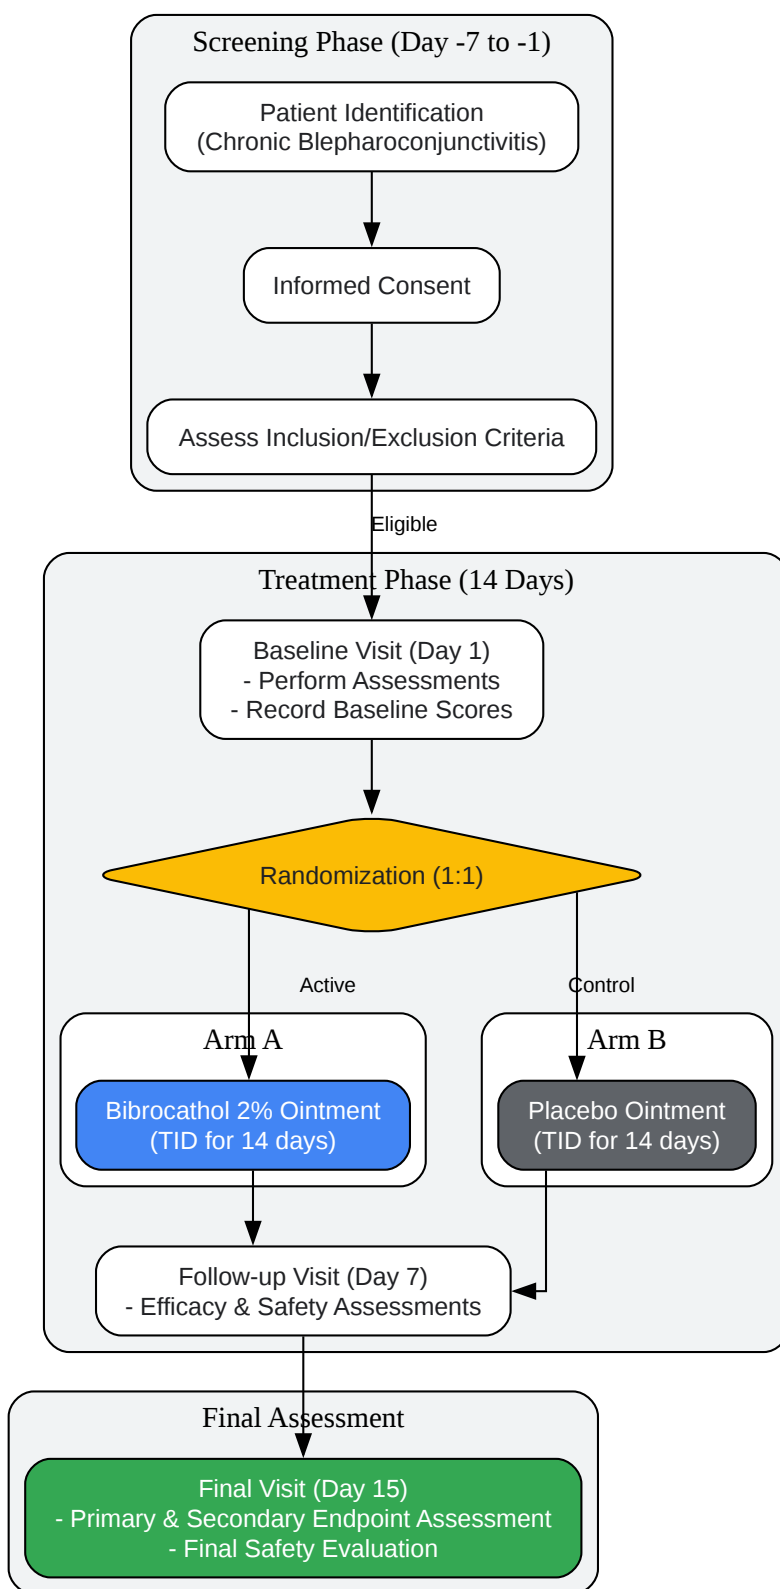 Screening Phase (Day -7 to -1)
Patient Identification
(Chronic Blepharoconjunctivitis)
Informed Consent
Assess Inclusion/Exclusion Criteria
Eligible
Treatment Phase (14 Days)
Baseline Visit (Day 1)
- Perform Assessments
- Record Baseline Scores
Randomization (1:1)
Active
Control
Arm A
Bibrocathol 2% Ointment
(TID for 14 days)
Arm B
Placebo Ointment
(TID for 14 days)
Follow-up Visit (Day 7)
- Efficacy & Safety Assessments
Final Assessment
Final Visit (Day 15)
- Primary & Secondary Endpoint Assessment
- Final Safety Evaluation